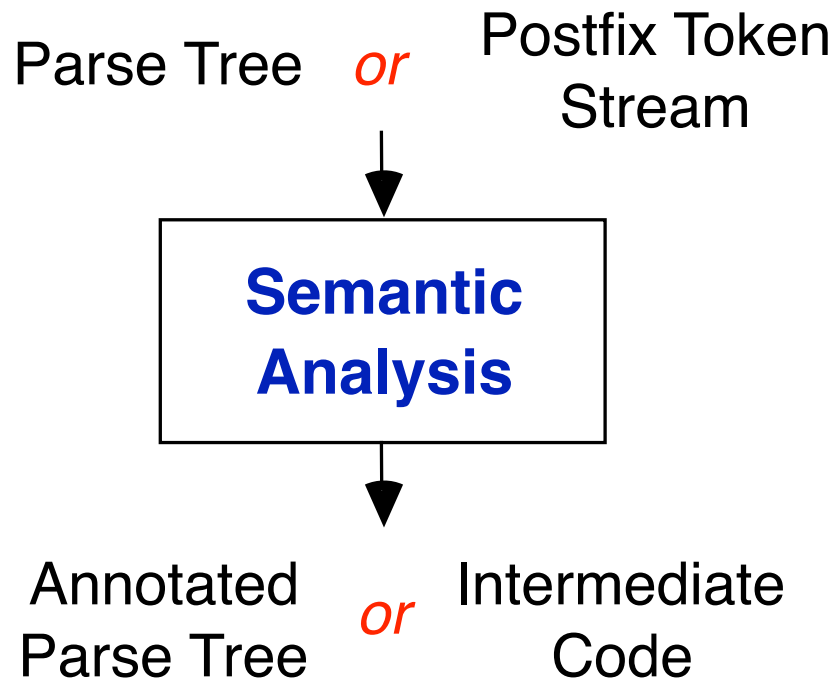 Parse Tree or Postfix Token
Stream
Semantic
Analysis
Annotated
Parse Tree or Intermediate
Code